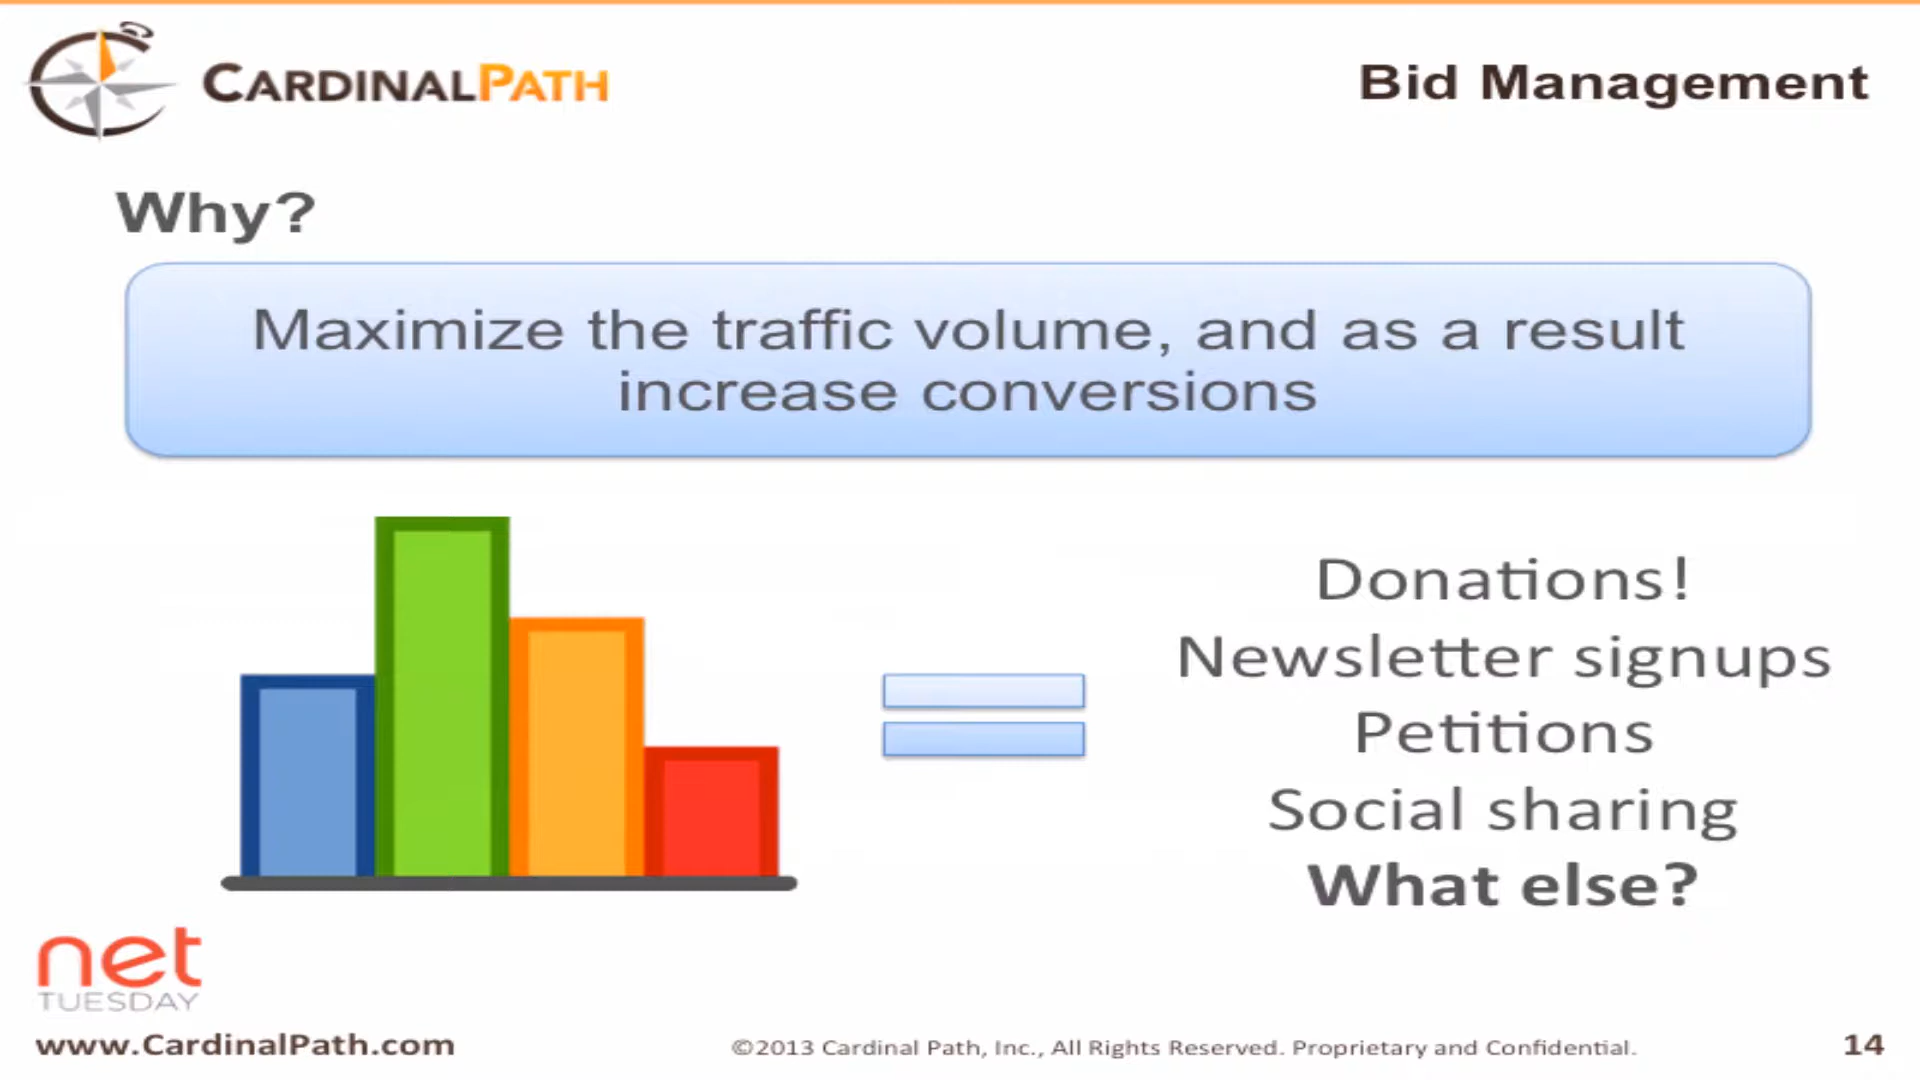 CARDINALPATH
Bid Management
Why?
Maximize the traffic volume, and as a result
increase conversions
Donations!
Newsletter signups
Petitions
Social sharing
What else?
net
TUESDAY
www.CardinalPath.com
©2013 Cardinal Path, Inc., All Rights Reserved. Proprietary and Confidential.
14